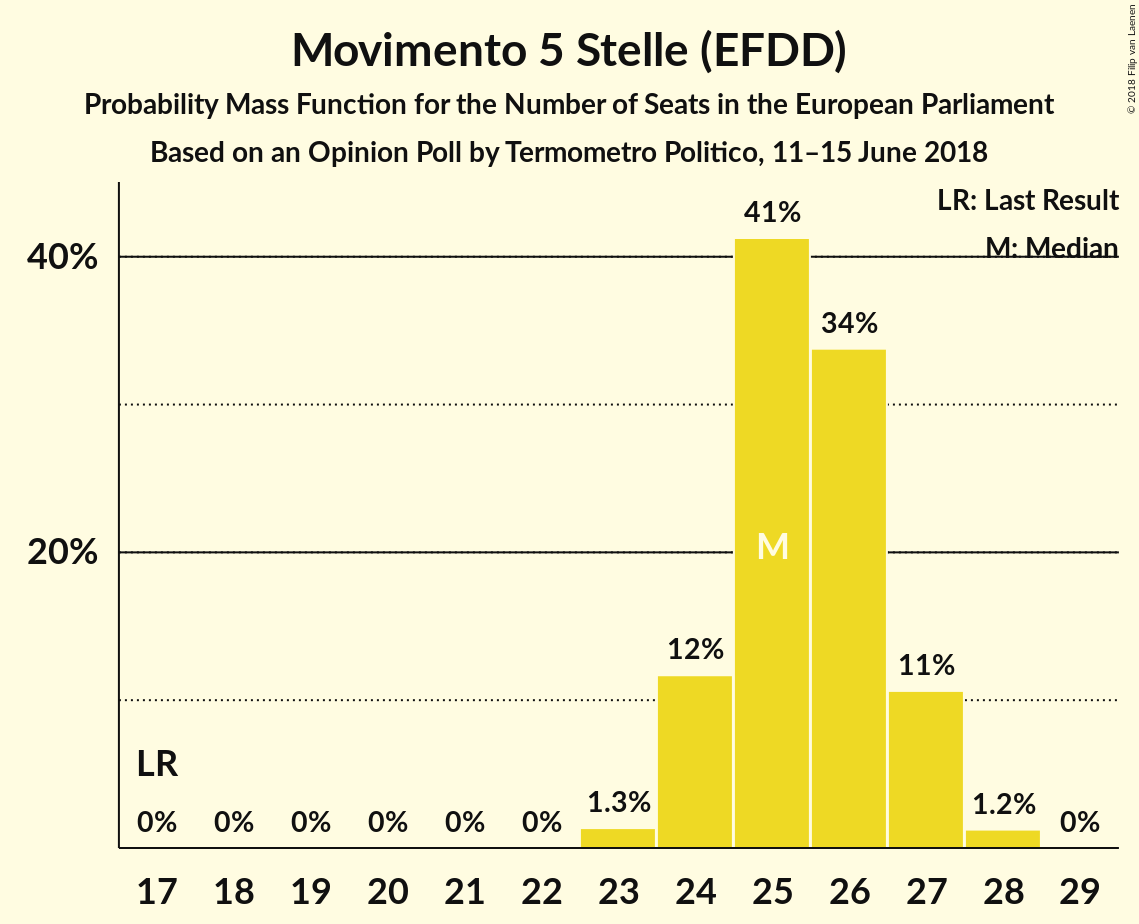 Movimento 5 Stelle (EFDD)
Probability Mass Function for the Number of Seats in the European Parliament
Based on an Opinion Poll by Termometro Politico, 11–15 June 2018
© 2018 Filip van Laenen
LR: Last Result
M: Median
40%
20%
41%
34%
M
12%
11%
LR
0%
0%
0%
0%
0%
0%
1.3%
1.2%
0%
17 18 19 20 21 22 23 24 25 26 27 28 29